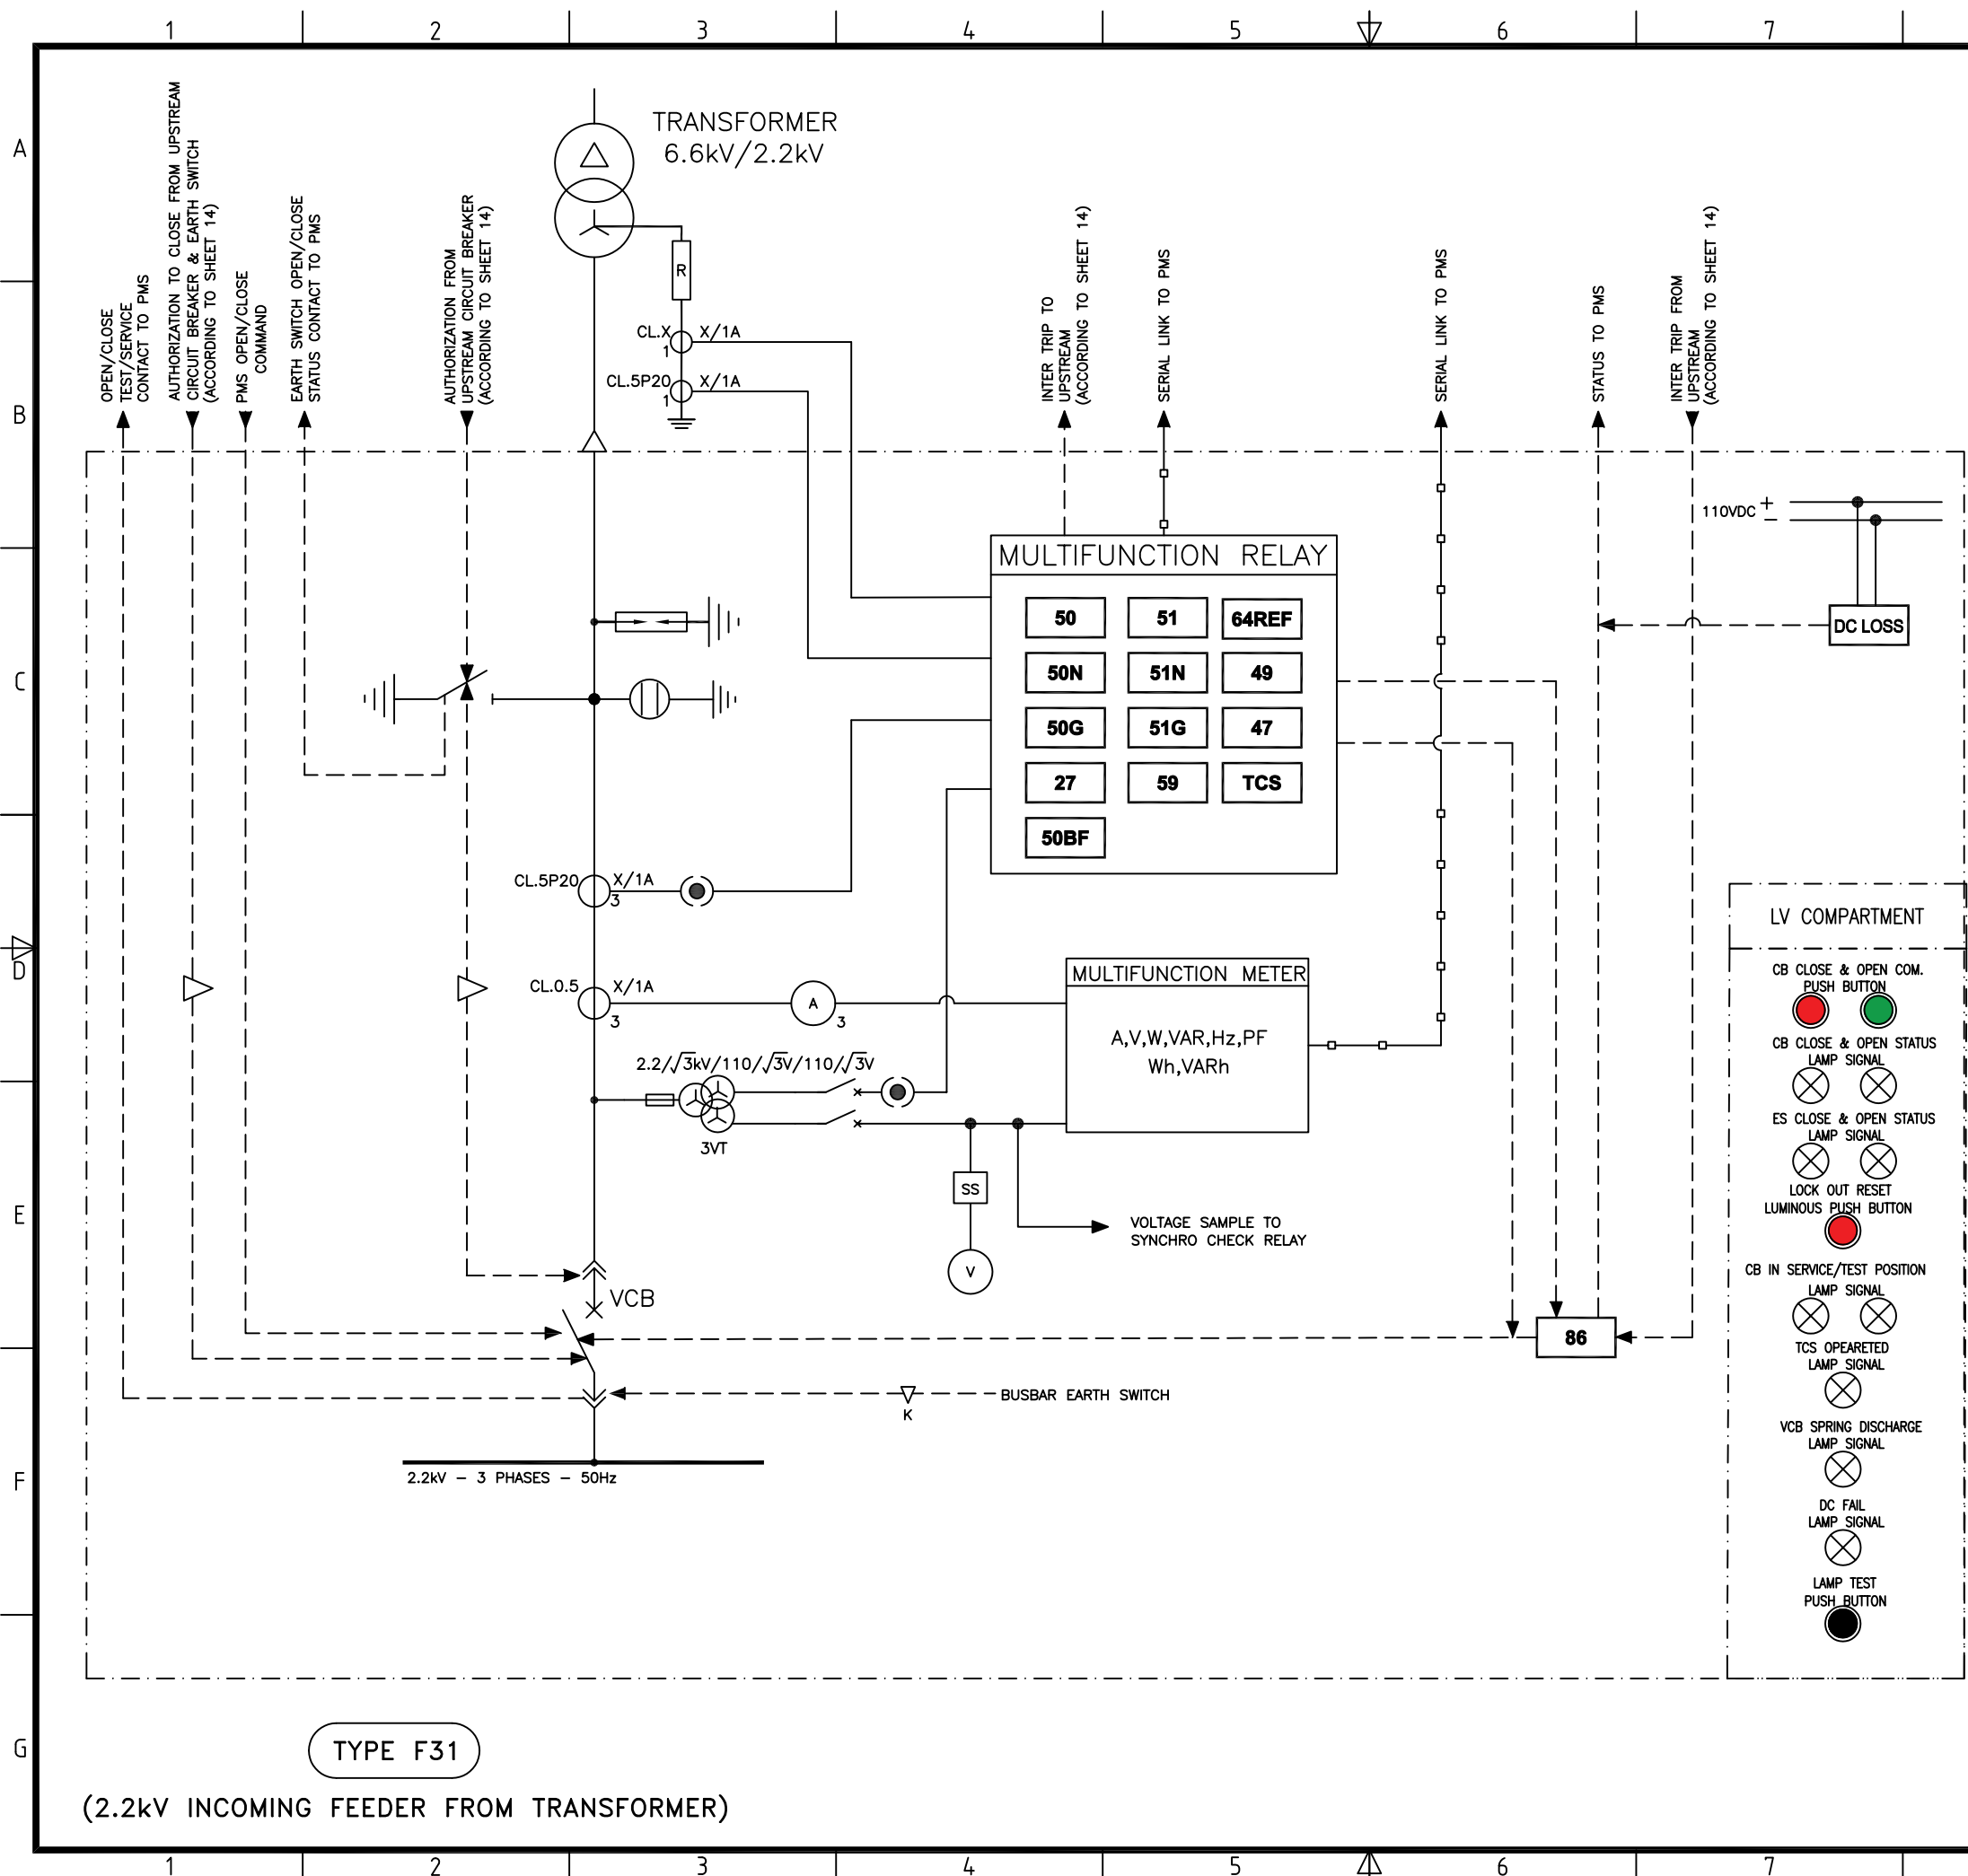 1 2 3 4 5 6 7
A
B
C
D
E
F
G
OPEN/CLOSE
TEST/SERVICE
CONTACT TO PMS
AUTHORIZATION TO CLOSE FROM UPSTREAM
CIRCUIT BREAKER & EARTH SWITCH
(ACCORDING TO SHEET 14)
PMS OPEN/CLOSE
COMMAND
EARTH SWITCH OPEN/CLOSE
STATUS CONTACT TO PMS
AUTHORIZATION FROM
UPSTREAM CIRCUIT BREAKER
(ACCORDING TO SHEET 14)
TRANSFORMER
6.6kV/2.2kV
R
CL.X X/1A
1
CL.5P20 X/1A
1
INTER TRIP TO
UPSTREAM
(ACCORDING TO SHEET 14)
SERIAL LINK TO PMS
SERIAL LINK TO PMS
STATUS TO PMS
INTER TRIP FROM
UPSTREAM
(ACCORDING TO SHEET 14)
110VDC +
−
DC LOSS
MULTIFUNCTION RELAY
50 51 64REF
50N 51N 49
50G 51G 47
27 59 TCS
50BF
CL.5P20 X/1A
3
CL.0.5 X/1A
3
A
3
MULTIFUNCTION METER
A,V,W,VAR,Hz,PF
Wh,VARh
2.2/√3kV/110/√3V/110/√3V
3VT
SS
V
VOLTAGE SAMPLE TO
SYNCHRO CHECK RELAY
VCB
86
BUSBAR EARTH SWITCH
K
2.2kV − 3 PHASES − 50Hz
LV COMPARTMENT
CB CLOSE & OPEN COM.
PUSH BUTTON
CB CLOSE & OPEN STATUS
LAMP SIGNAL
ES CLOSE & OPEN STATUS
LAMP SIGNAL
LOCK OUT RESET
LUMINOUS PUSH BUTTON
CB IN SERVICE/TEST POSITION
LAMP SIGNAL
TCS OPEARETED
LAMP SIGNAL
VCB SPRING DISCHARGE
LAMP SIGNAL
DC FAIL
LAMP SIGNAL
LAMP TEST
PUSH BUTTON
TYPE F31
(2.2kV INCOMING FEEDER FROM TRANSFORMER)
1 2 3 4 5 6 7